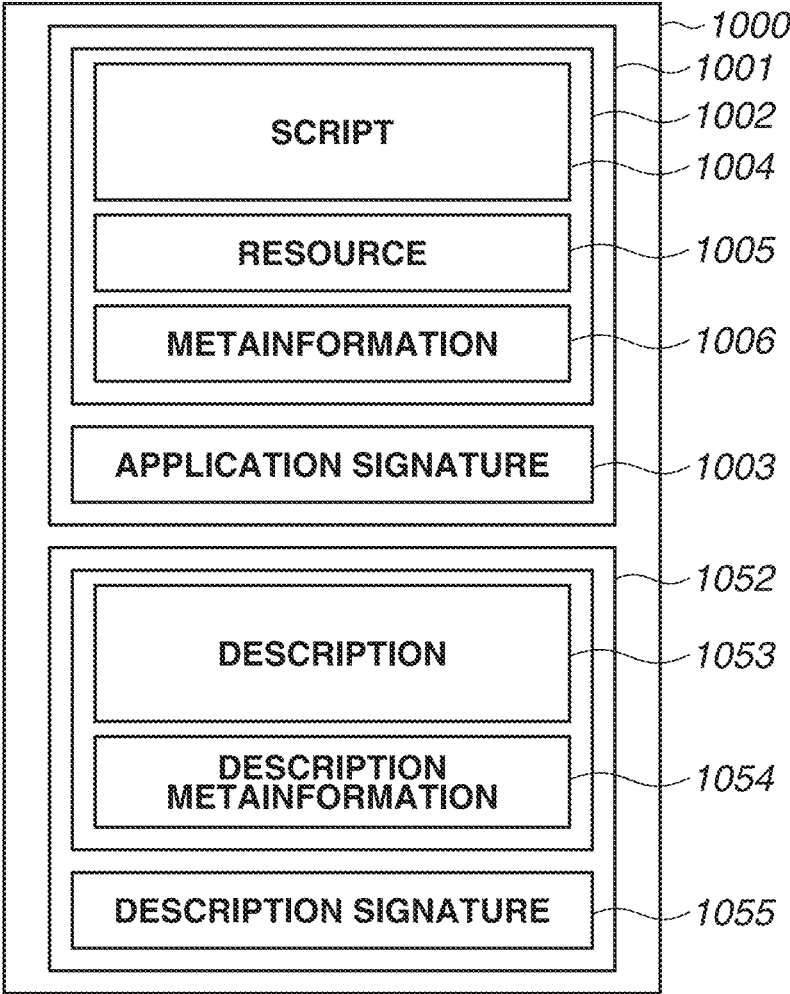 1000
1001
1002
SCRIPT
1004
RESOURCE 1005
METAINFORMATION 1006
APPLICATION SIGNATURE 1003
1052
DESCRIPTION 1053
DESCRIPTION
METAINFORMATION 1054
DESCRIPTION SIGNATURE 1055